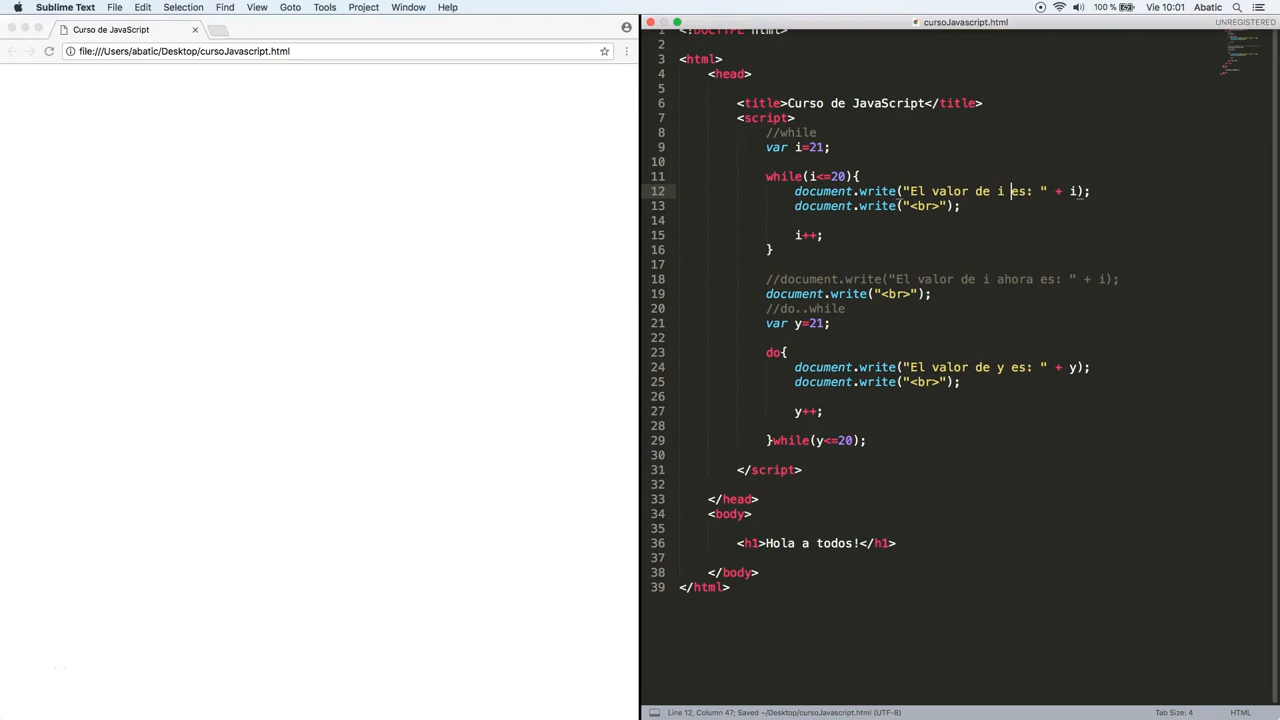 Sublime Text File Edit Selection Find View Goto Tools Project Window Help 100 % Vie 10:01 Abatic
Curso de JavaScript
file:///Users/abatic/Desktop/cursoJavascript.html
cursoJavascript.html UNREGISTERED
1 <!DOCTYPE html>
2
3 <html>
4 <head>
5
6 <title>Curso de JavaScript</title>
7 <script>
8 //while
9 var i=21;
10
11 while(i<=20){
12 document.write("El valor de i es: " + i);
13 document.write("<br>");
14
15 i++;
16 }
17
18 //document.write("El valor de i ahora es: " + i);
19 document.write("<br>");
20 //do..while
21 var y=21;
22
23 do{
24 document.write("El valor de y es: " + y);
25 document.write("<br>");
26
27 y++;
28
29 }while(y<=20);
30
31 </script>
32
33 </head>
34 <body>
35
36 <h1>Hola a todos!</h1>
37
38 </body>
39 </html>
Line 12, Column 47; Saved ~/Desktop/cursoJavascript.html (UTF-8) Tab Size: 4 HTML